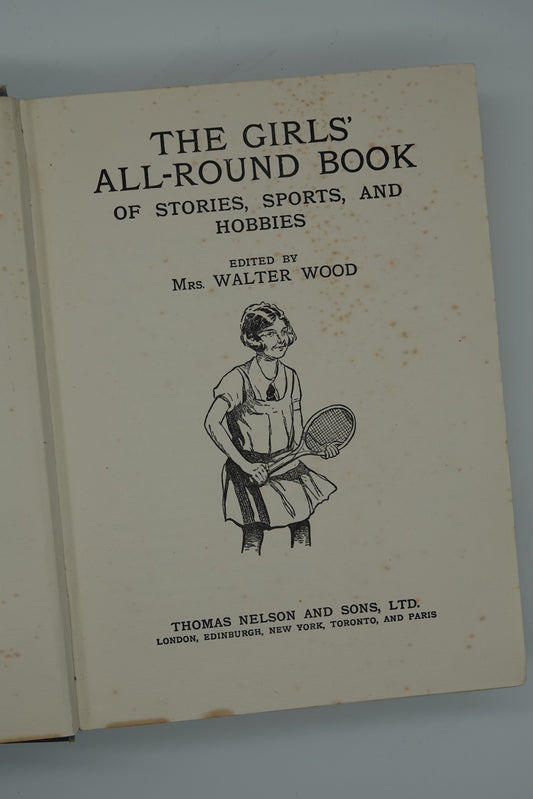 THE GIRLS'
ALL-ROUND BOOK
OF STORIES, SPORTS, AND
HOBBIES
EDITED BY
MRS. WALTER WOOD
THOMAS NELSON AND SONS, LTD.
LONDON, EDINBURGH, NEW YORK, TORONTO, AND PARIS